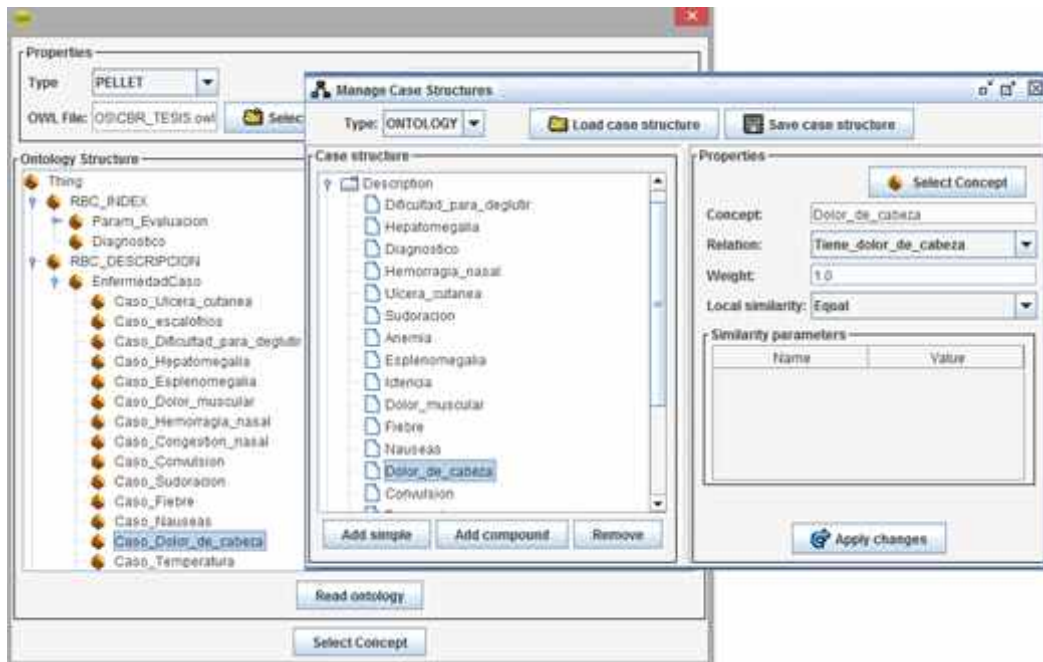 Properties
Type PELLET
OWL File: OS\CBR_TESIS.owl Selec
Ontology Structure
Thing
RBC_INDEX
Param_Evaluacion
Diagnostico
RBC_DESCRIPCION
EnfermedadCaso
Caso_Ulcera_cutanea
Caso_escalofrios
Caso_Dificultad_para_deglutir
Caso_Hepatomegalia
Caso_Esplenomegalia
Caso_Dolor_muscular
Caso_Hemorragia_nasal
Caso_Congestion_nasal
Caso_Convulsion
Caso_Sudoracion
Caso_Fiebre
Caso_Nauseas
Caso_Dolor_de_cabeza
Caso_Temperatura
Read ontology
Select Concept
Manage Case Structures
Type: ONTOLOGY Load case structure Save case structure
Case structure
Description
Dificultad_para_deglutir
Hepatomegalia
Diagnostico
Hemorragia_nasal
Ulcera_cutanea
Sudoracion
Anemia
Esplenomegalia
Ictericia
Dolor_muscular
Fiebre
Nauseas
Dolor_de_cabeza
Convulsion
Add simple Add compound Remove
Properties
Select Concept
Concept: Dolor_de_cabeza
Relation: Tiene_dolor_de_cabeza
Weight: 1.0
Local similarity: Equal
Similarity parameters
Name Value
Apply changes